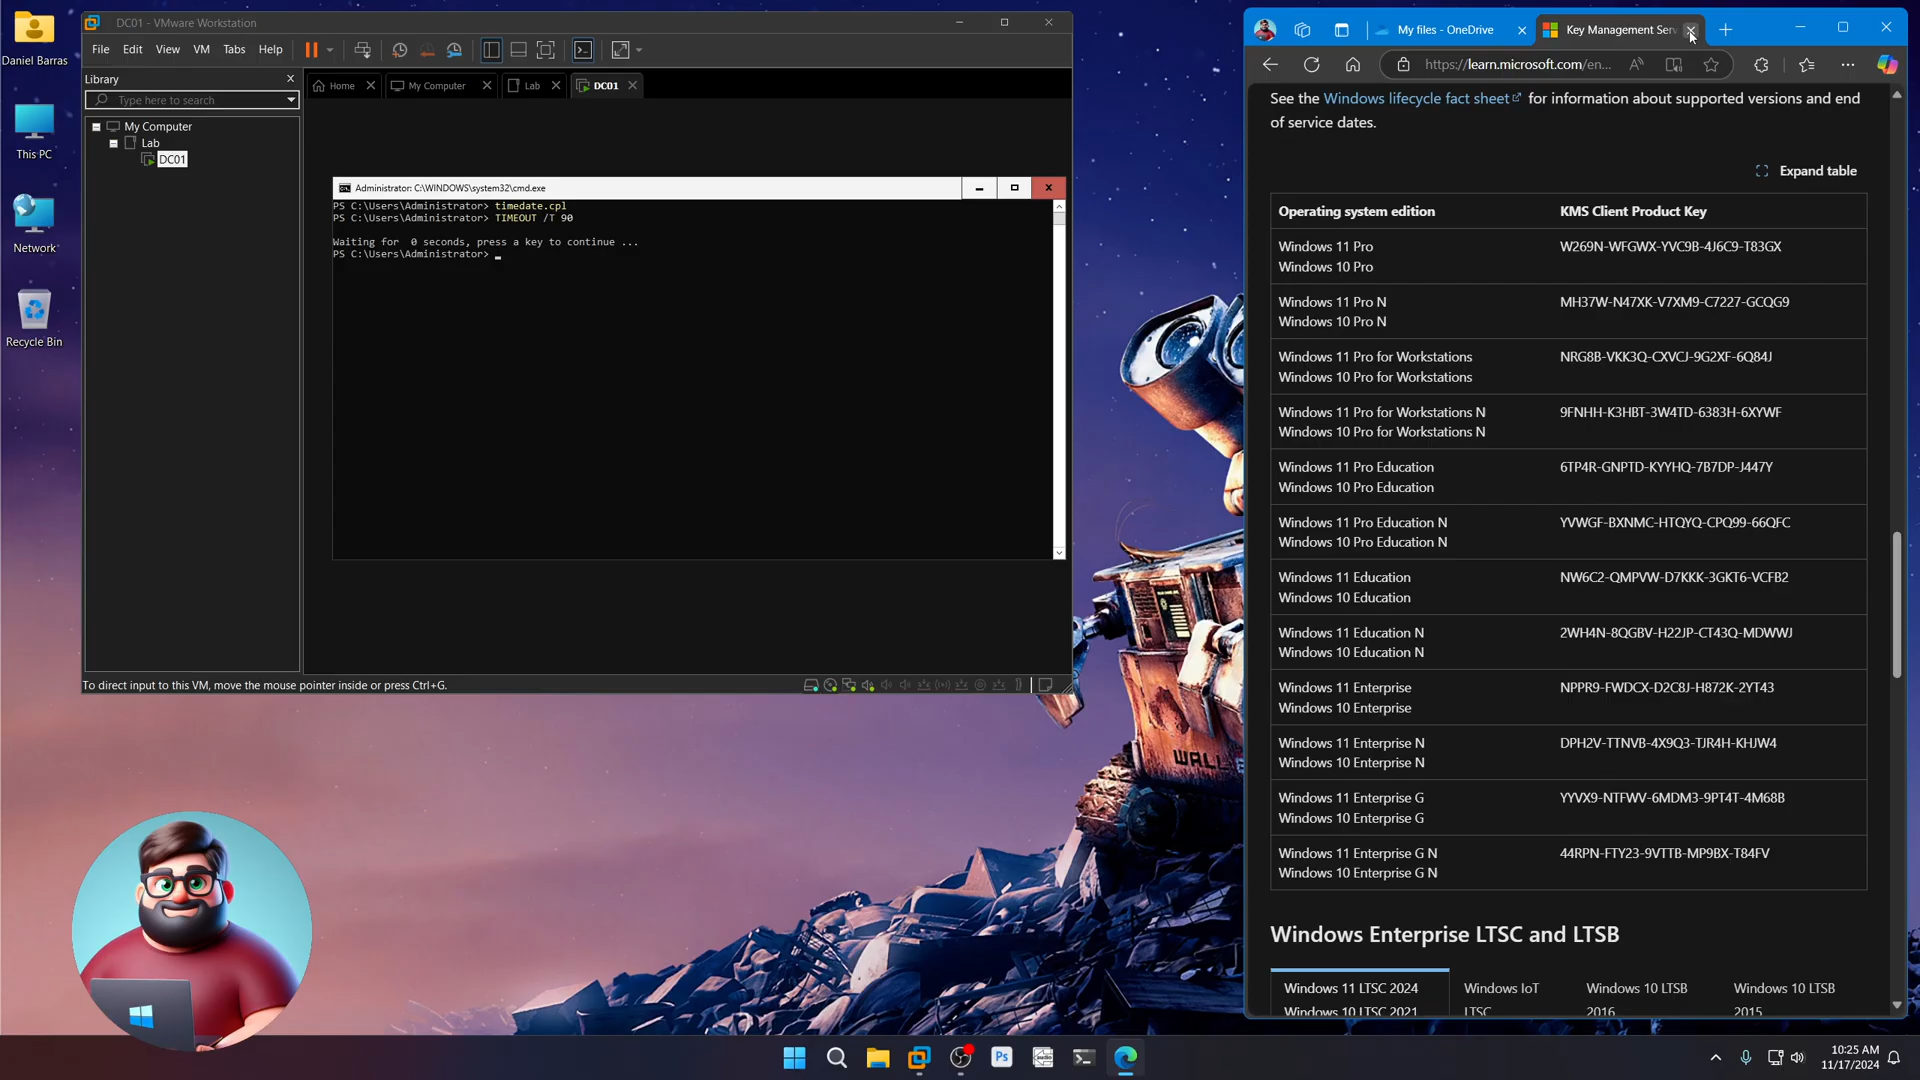 Daniel Barras
This PC
Network
Recycle Bin
DC01 - VMware Workstation
File Edit View VM Tabs Help
Library
Type here to search
My Computer
Lab
DC01
Home
My Computer
Lab
DC01
Administrator: C:\WINDOWS\system32\cmd.exe
PS C:\Users\Administrator> timedate.cpl
PS C:\Users\Administrator> TIMEOUT /T 90
Waiting for  0 seconds, press a key to continue ...
PS C:\Users\Administrator>
To direct input to this VM, move the mouse pointer inside or press Ctrl+G.
My files - OneDrive
Key Management Serv
https://learn.microsoft.com/en...
See the Windows lifecycle fact sheet for information about supported versions and end
of service dates.
Expand table
Operating system edition KMS Client Product Key
Windows 11 Pro W269N-WFGWX-YVC9B-4J6C9-T83GX
Windows 10 Pro
Windows 11 Pro N MH37W-N47XK-V7XM9-C7227-GCQG9
Windows 10 Pro N
Windows 11 Pro for Workstations NRG8B-VKK3Q-CXVCJ-9G2XF-6Q84J
Windows 10 Pro for Workstations
Windows 11 Pro for Workstations N 9FNHH-K3HBT-3W4TD-6383H-6XYWF
Windows 10 Pro for Workstations N
Windows 11 Pro Education 6TP4R-GNPTD-KYYHQ-7B7DP-J447Y
Windows 10 Pro Education
Windows 11 Pro Education N YVWGF-BXNMC-HTQYQ-CPQ99-66QFC
Windows 10 Pro Education N
Windows 11 Education NW6C2-QMPVW-D7KKK-3GKT6-VCFB2
Windows 10 Education
Windows 11 Education N 2WH4N-8QGBV-H22JP-CT43Q-MDWWJ
Windows 10 Education N
Windows 11 Enterprise NPPR9-FWDCX-D2C8J-H872K-2YT43
Windows 10 Enterprise
Windows 11 Enterprise N DPH2V-TTNVB-4X9Q3-TJR4H-KHJW4
Windows 10 Enterprise N
Windows 11 Enterprise G YYVX9-NTFWV-6MDM3-9PT4T-4M68B
Windows 10 Enterprise G
Windows 11 Enterprise G N 44RPN-FTY23-9VTTB-MP9BX-T84FV
Windows 10 Enterprise G N
Windows Enterprise LTSC and LTSB
Windows 11 LTSC 2024 Windows IoT Windows 10 LTSB Windows 10 LTSB
Windows 10 LTSC 2021 LTSC 2016 2015
WALL
Ps
10:25 AM
11/17/2024